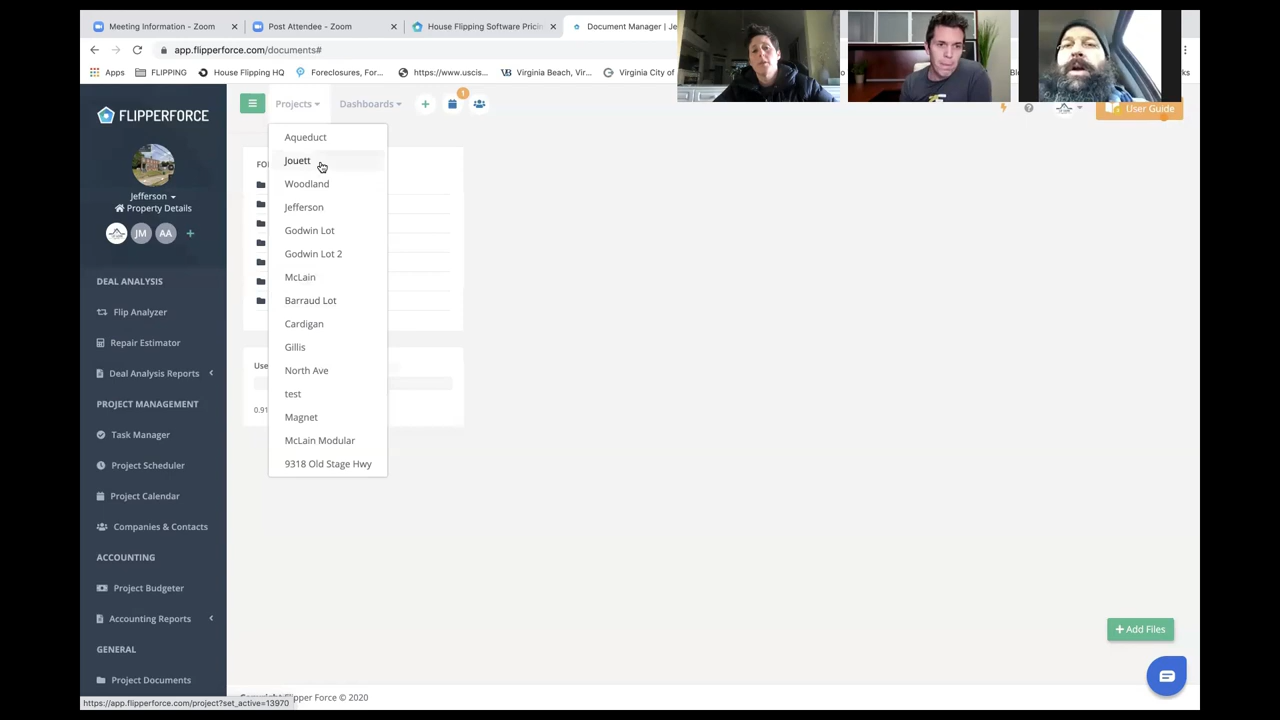 Meeting Information - Zoom
Post Attendee - Zoom
House Flipping Software Pricin
Document Manager | Je
app.flipperforce.com/documents#
Apps
FLIPPING
House Flipping HQ
Foreclosures, For...
https://www.uscis...
Virginia Beach, Vir...
Virginia City of
FLIPPERFORCE
Projects
Dashboards
1
User Guide
Jefferson
Property Details
JM
AA
DEAL ANALYSIS
Flip Analyzer
Repair Estimator
Deal Analysis Reports
PROJECT MANAGEMENT
Task Manager
Project Scheduler
Project Calendar
Companies & Contacts
ACCOUNTING
Project Budgeter
Accounting Reports
GENERAL
Project Documents
Aqueduct
Jouett
Woodland
Jefferson
Godwin Lot
Godwin Lot 2
McLain
Barraud Lot
Cardigan
Gillis
North Ave
test
Magnet
McLain Modular
9318 Old Stage Hwy
0.91
Add Files
flipper Force © 2020
https://app.flipperforce.com/project?set_active=13970